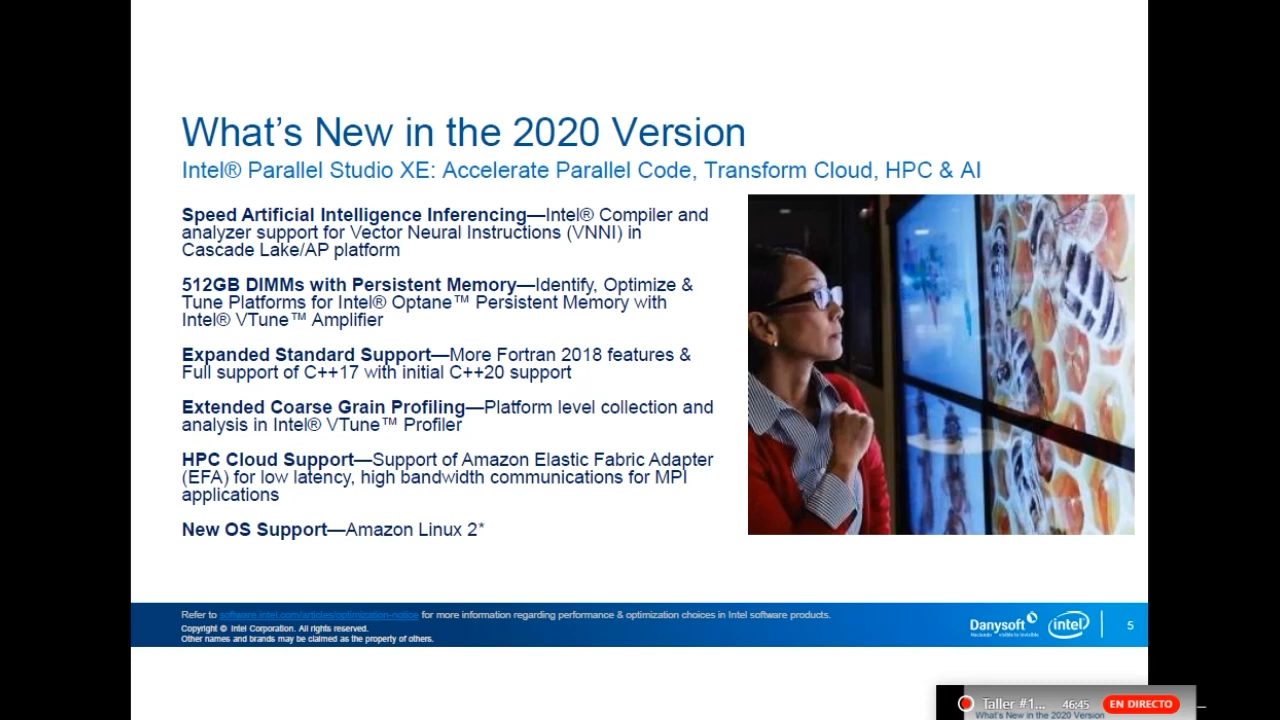 What's New in the 2020 Version
Intel® Parallel Studio XE: Accelerate Parallel Code, Transform Cloud, HPC & AI
Speed Artificial Intelligence Inferencing—Intel® Compiler and
analyzer support for Vector Neural Instructions (VNNI) in
Cascade Lake/AP platform
512GB DIMMs with Persistent Memory—Identify, Optimize &
Tune Platforms for Intel® Optane™ Persistent Memory with
Intel® VTune™ Amplifier
Expanded Standard Support—More Fortran 2018 features &
Full support of C++17 with initial C++20 support
Extended Coarse Grain Profiling—Platform level collection and
analysis in Intel® VTune™ Profiler
HPC Cloud Support—Support of Amazon Elastic Fabric Adapter
(EFA) for low latency, high bandwidth communications for MPI
applications
New OS Support—Amazon Linux 2*
Refer to software.intel.com/articles/optimization-notice for more information regarding performance & optimization choices in Intel software products.
Copyright © Intel Corporation. All rights reserved.
Other names and brands may be claimed as the property of others.
Danysoft
intel
5
Taller #1... 46:45 EN DIRECTO
What's New in the 2020 Version